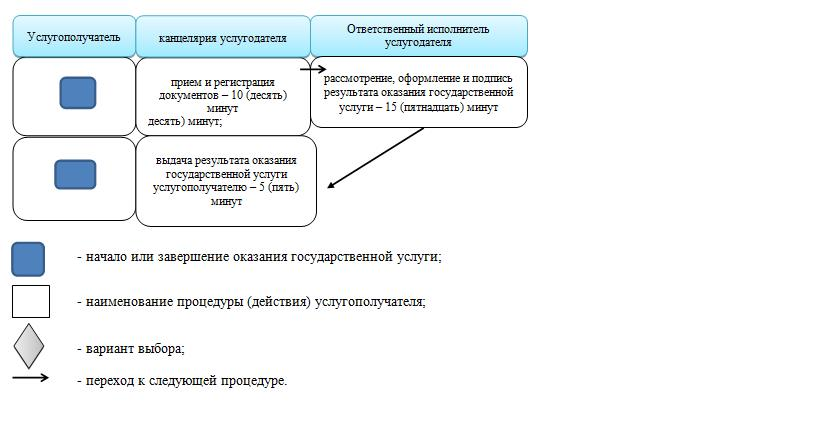 Услугополучатель
канцелярия услугодателя
Ответственный исполнитель
услугодателя
прием и регистрация
документов – 10 (десять)
минут
десять) минут;
рассмотрение, оформление и подпись
результата оказания государственной
услуги – 15 (пятнадцать) минут
выдача результата оказания
государственной услуги
услугополучателю – 5 (пять)
минут
- начало или завершение оказания государственной услуги;
- наименование процедуры (действия) услугополучателя;
- вариант выбора;
- переход к следующей процедуре.